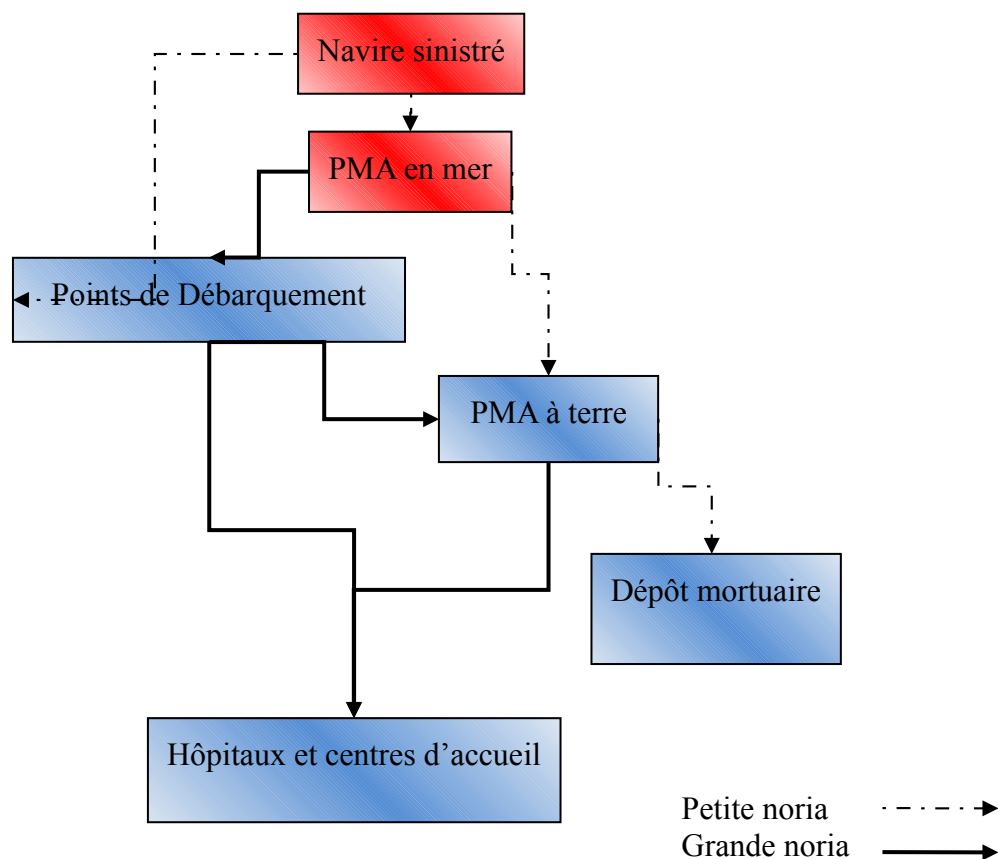 Navire sinistré
PMA en mer
Points de Débarquement
PMA à terre
Dépôt mortuaire
Hôpitaux et centres d’accueil
Petite noria
Grande noria